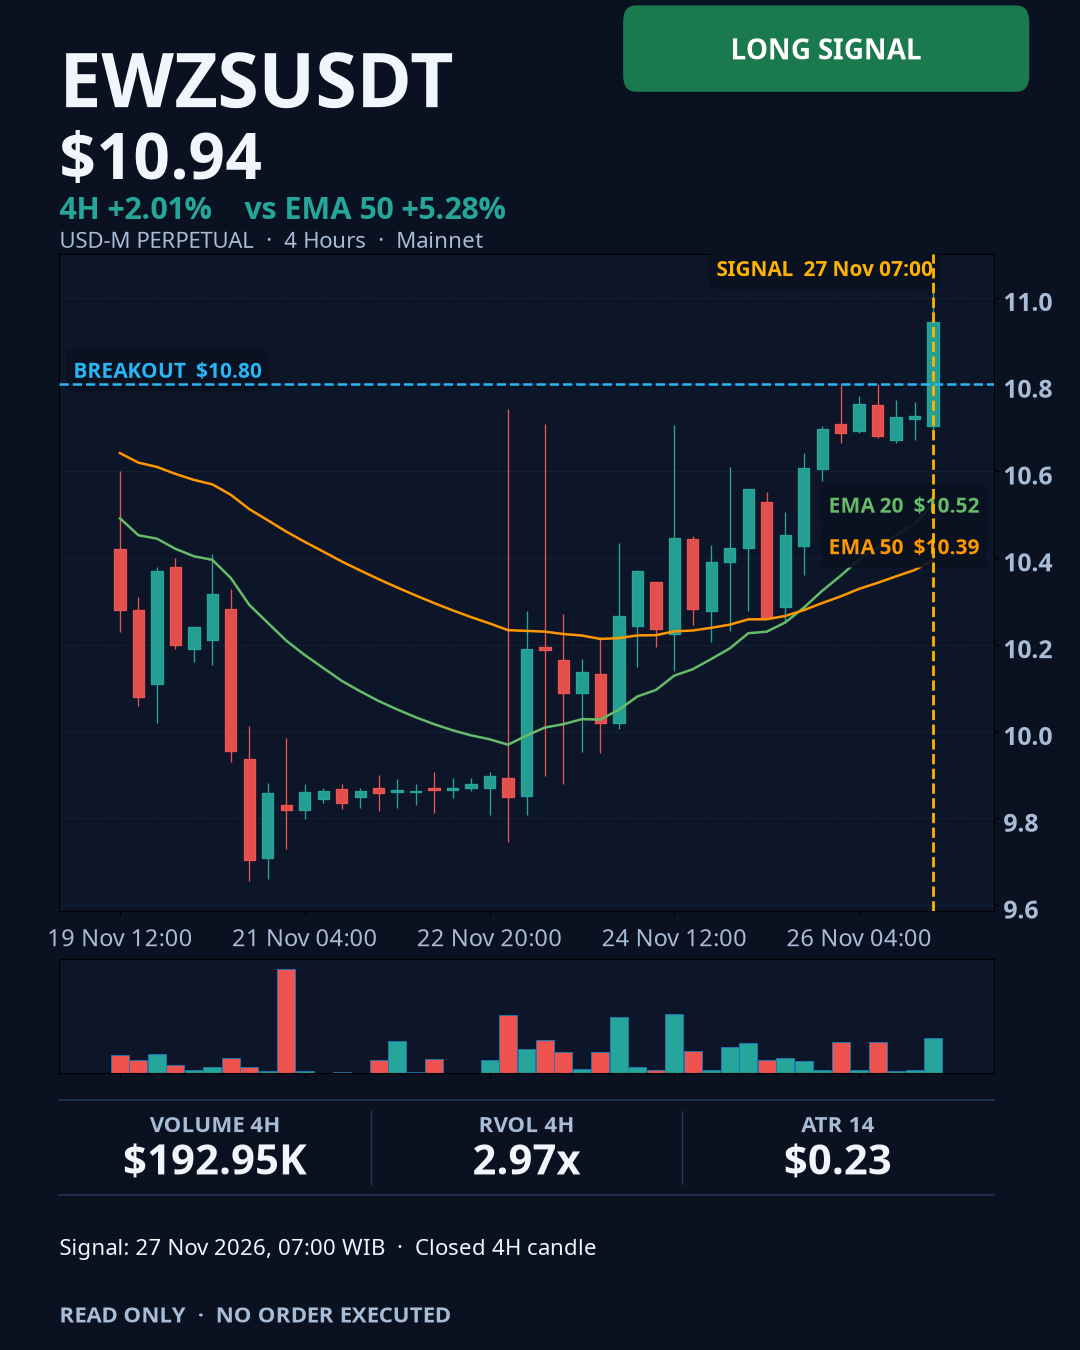 LONG SIGNAL
EWZSUSDT
$10.94
4H +2.01% vs EMA 50 +5.28%
USD-M PERPETUAL · 4 Hours · Mainnet
SIGNAL 27 Nov 07:00
11.0
BREAKOUT $10.80
10.8
10.6
EMA 20 $10.52
EMA 50 $10.39
10.4
10.2
10.0
9.8
9.6
19 Nov 12:00 21 Nov 04:00 22 Nov 20:00 24 Nov 12:00 26 Nov 04:00
VOLUME 4H RVOL 4H ATR 14
$192.95K 2.97x $0.23
Signal: 27 Nov 2026, 07:00 WIB · Closed 4H candle
READ ONLY · NO ORDER EXECUTED